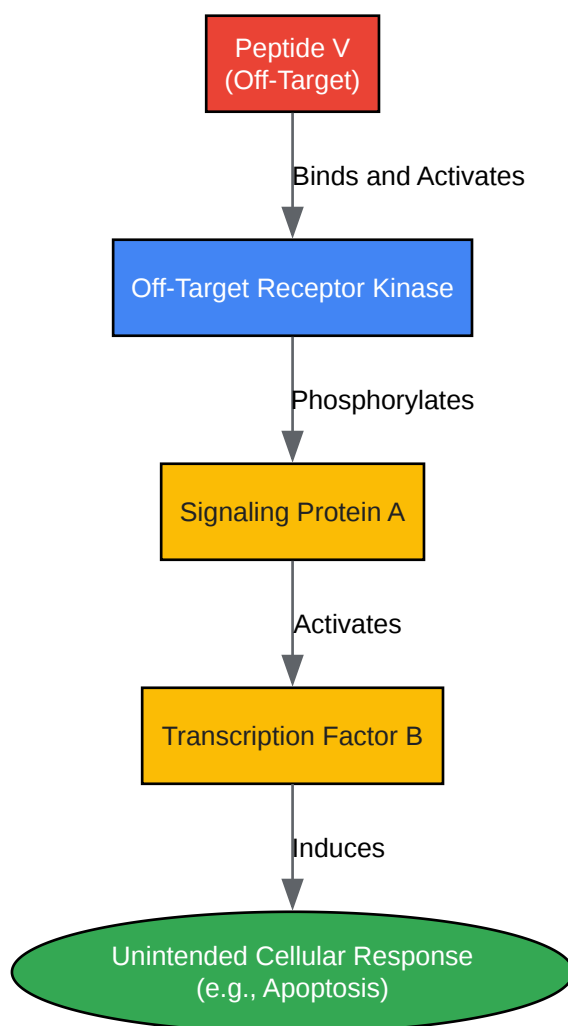 Peptide V
(Off-Target)
Binds and Activates
Off-Target Receptor Kinase
Phosphorylates
Signaling Protein A
Activates
Transcription Factor B
Induces
Unintended Cellular Response
(e.g., Apoptosis)